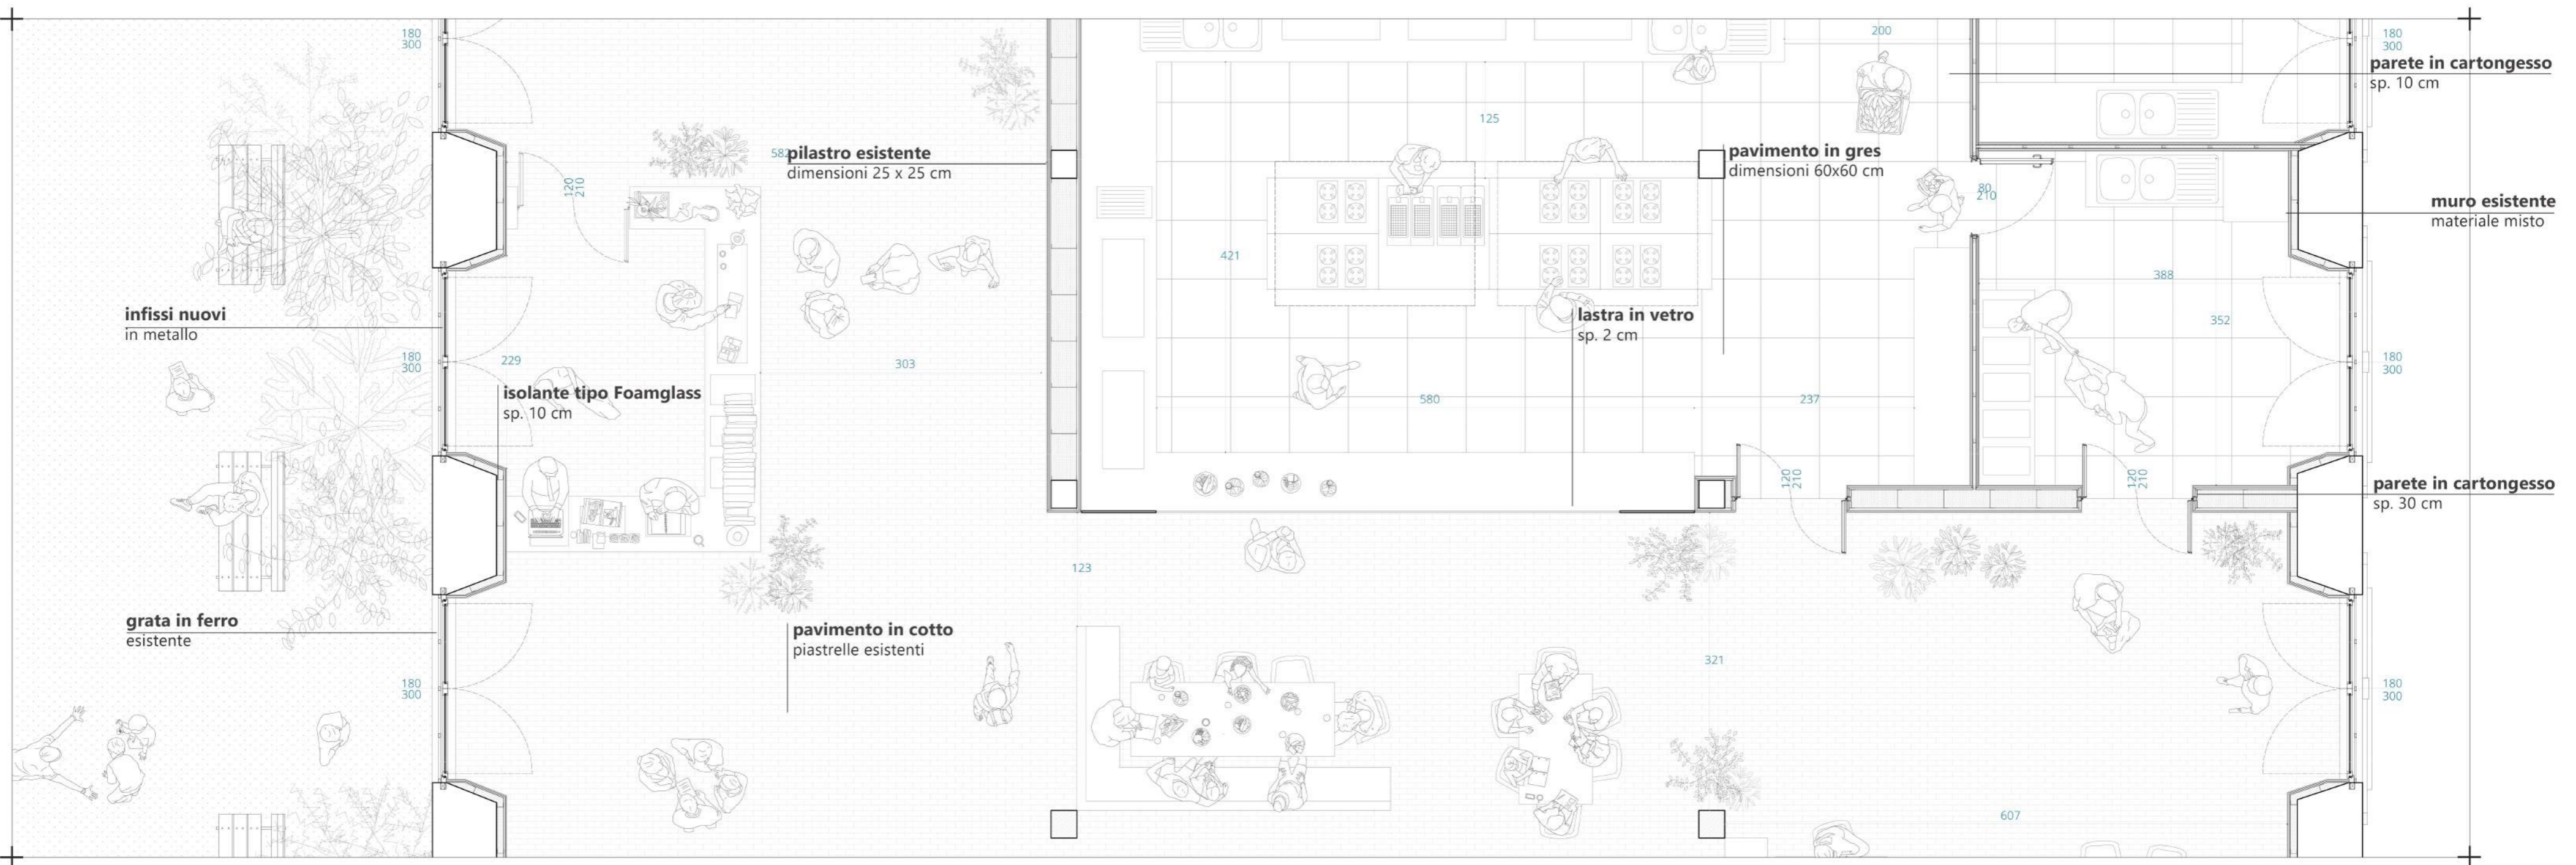 180
300
200
180
300
parete in cartongesso
sp. 10 cm
125
582
pilastro esistente
dimensioni 25 x 25 cm
pavimento in gres
dimensioni 60x60 cm
120
210
80
210
muro esistente
materiale misto
421
388
infissi nuovi
in metallo
lastra in vetro
sp. 2 cm
352
180
300
229
303
180
300
isolante tipo Foamglass
sp. 10 cm
580
237
120
210
120
210
parete in cartongesso
sp. 30 cm
123
grata in ferro
esistente
pavimento in cotto
piastrelle esistenti
321
180
300
180
300
607